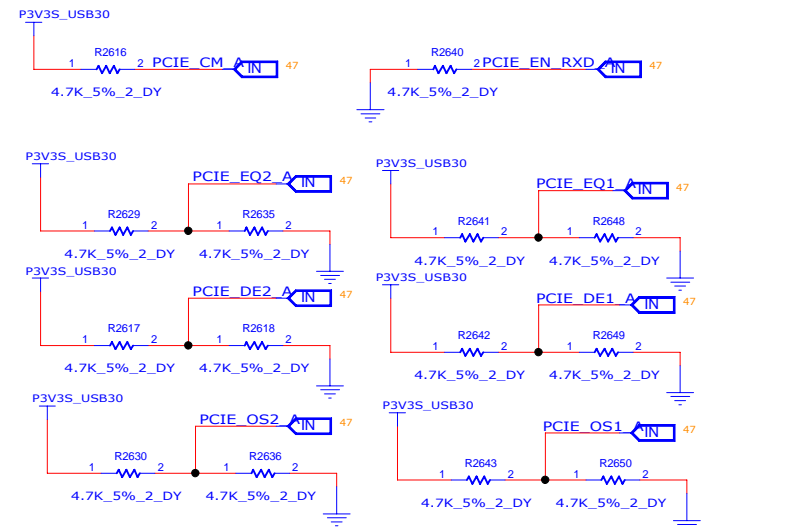 P3V3S_USB30
R2616
1 2 PCIE_CM_A IN 47
4.7K_5%_2_DY
R2640
1 2 PCIE_EN_RXD_A IN 47
4.7K_5%_2_DY
P3V3S_USB30
PCIE_EQ2_A IN 47
R2629 R2635
1 2 1 2
4.7K_5%_2_DY 4.7K_5%_2_DY
P3V3S_USB30
PCIE_EQ1_A IN 47
R2641 R2648
1 2 1 2
4.7K_5%_2_DY 4.7K_5%_2_DY
P3V3S_USB30
PCIE_DE2_A IN 47
R2617 R2618
1 2 1 2
4.7K_5%_2_DY 4.7K_5%_2_DY
P3V3S_USB30
PCIE_DE1_A IN 47
R2642 R2649
1 2 1 2
4.7K_5%_2_DY 4.7K_5%_2_DY
P3V3S_USB30
PCIE_OS2_A IN 47
R2630 R2636
1 2 1 2
4.7K_5%_2_DY 4.7K_5%_2_DY
P3V3S_USB30
PCIE_OS1_A IN 47
R2643 R2650
1 2 1 2
4.7K_5%_2_DY 4.7K_5%_2_DY